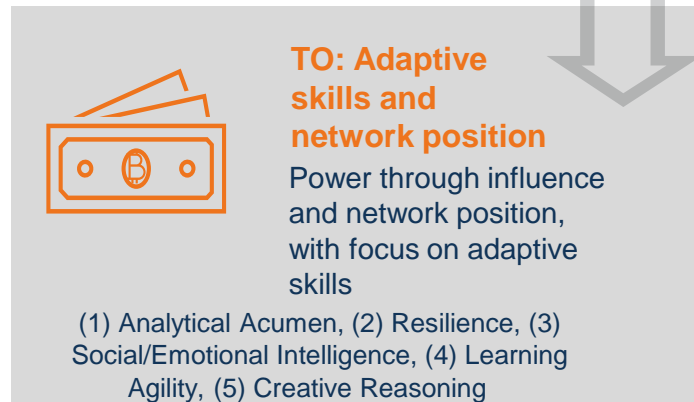 TO: Adaptive
skills and
network position
Power through influence
and network position,
with focus on adaptive
skills
(1) Analytical Acumen, (2) Resilience, (3)
Social/Emotional Intelligence, (4) Learning
Agility, (5) Creative Reasoning